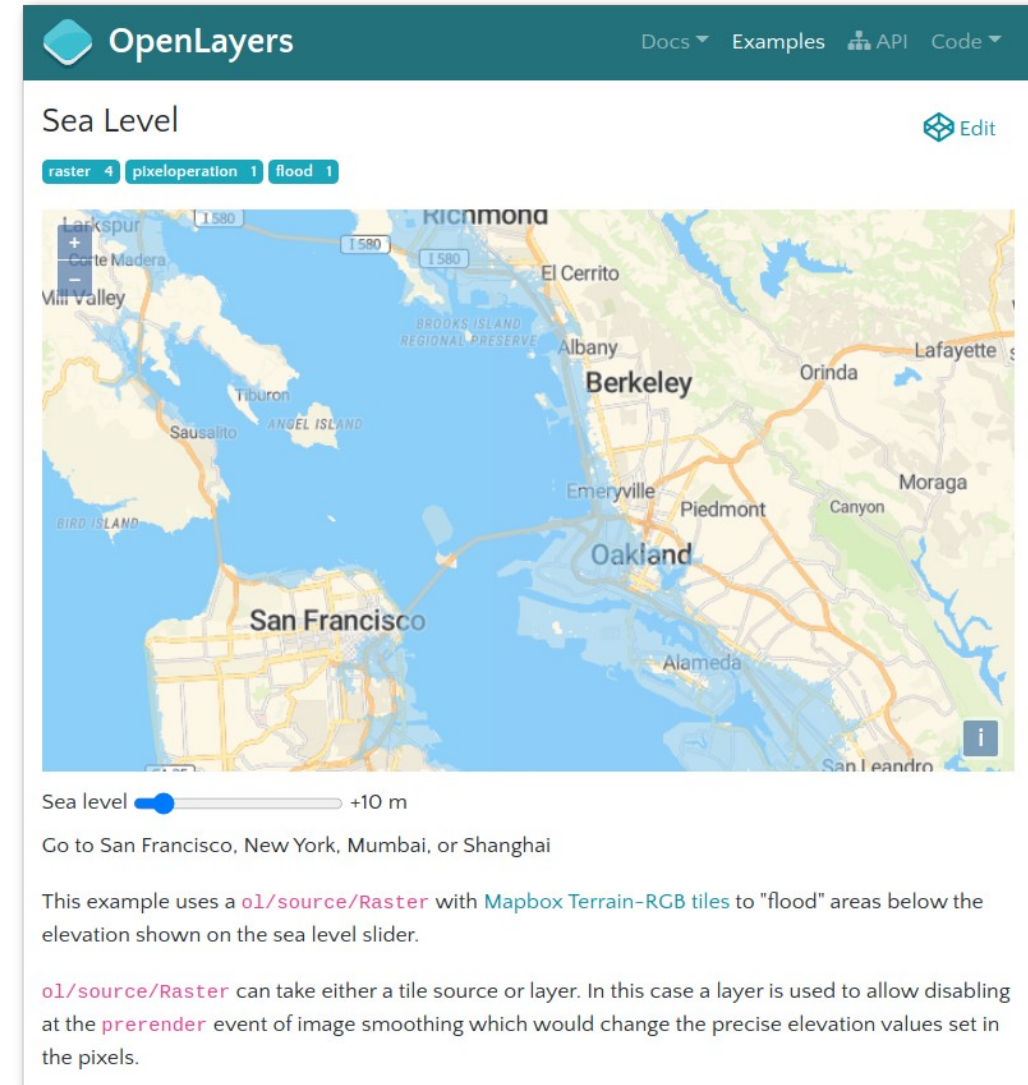 OpenLayers
Docs Examples API Code
Sea Level
Edit
raster 4 pixeloperation 1 flood 1
Larkspur
I 580
Richmond
+
I 580
I 580
Corte Madera
El Cerrito
−
Mill Valley
BROOKS ISLAND
REGIONAL PRESERVE
Albany
Lafayette
Berkeley
Orinda
Tiburon
ANGEL ISLAND
Sausalito
Moraga
Emeryville
Piedmont
Canyon
BIRD ISLAND
Oakland
San Francisco
Alameda
i
San Leandro
Sea level +10 m
Go to San Francisco, New York, Mumbai, or Shanghai
This example uses a ol/source/Raster with Mapbox Terrain-RGB tiles to "flood" areas below the
elevation shown on the sea level slider.
ol/source/Raster can take either a tile source or layer. In this case a layer is used to allow disabling
at the prerender event of image smoothing which would change the precise elevation values set in
the pixels.